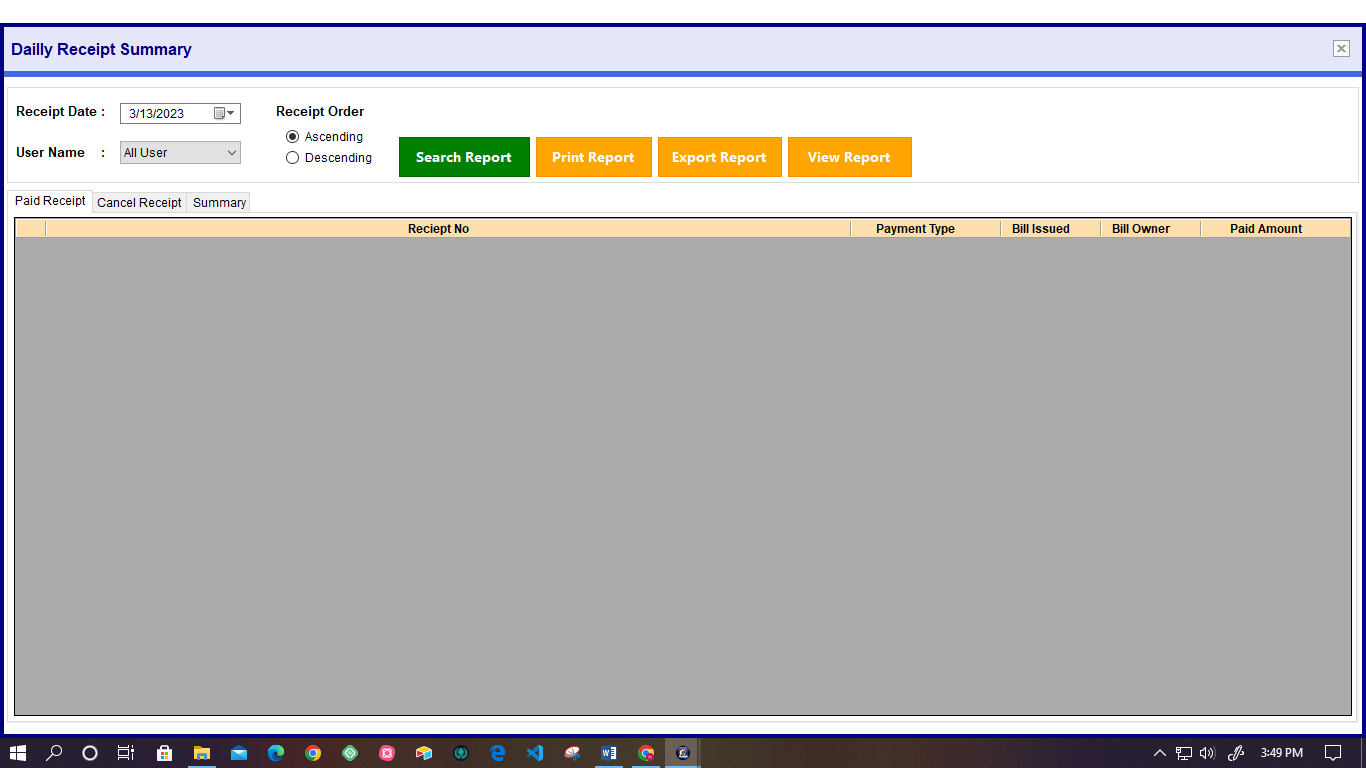 Dailly Receipt Summary
Receipt Date : 3/13/2023
Receipt Order
Ascending
User Name : All User
Descending
Search Report Print Report Export Report View Report
Paid Receipt Cancel Receipt Summary
Reciept No Payment Type Bill Issued Bill Owner Paid Amount
3:49 PM